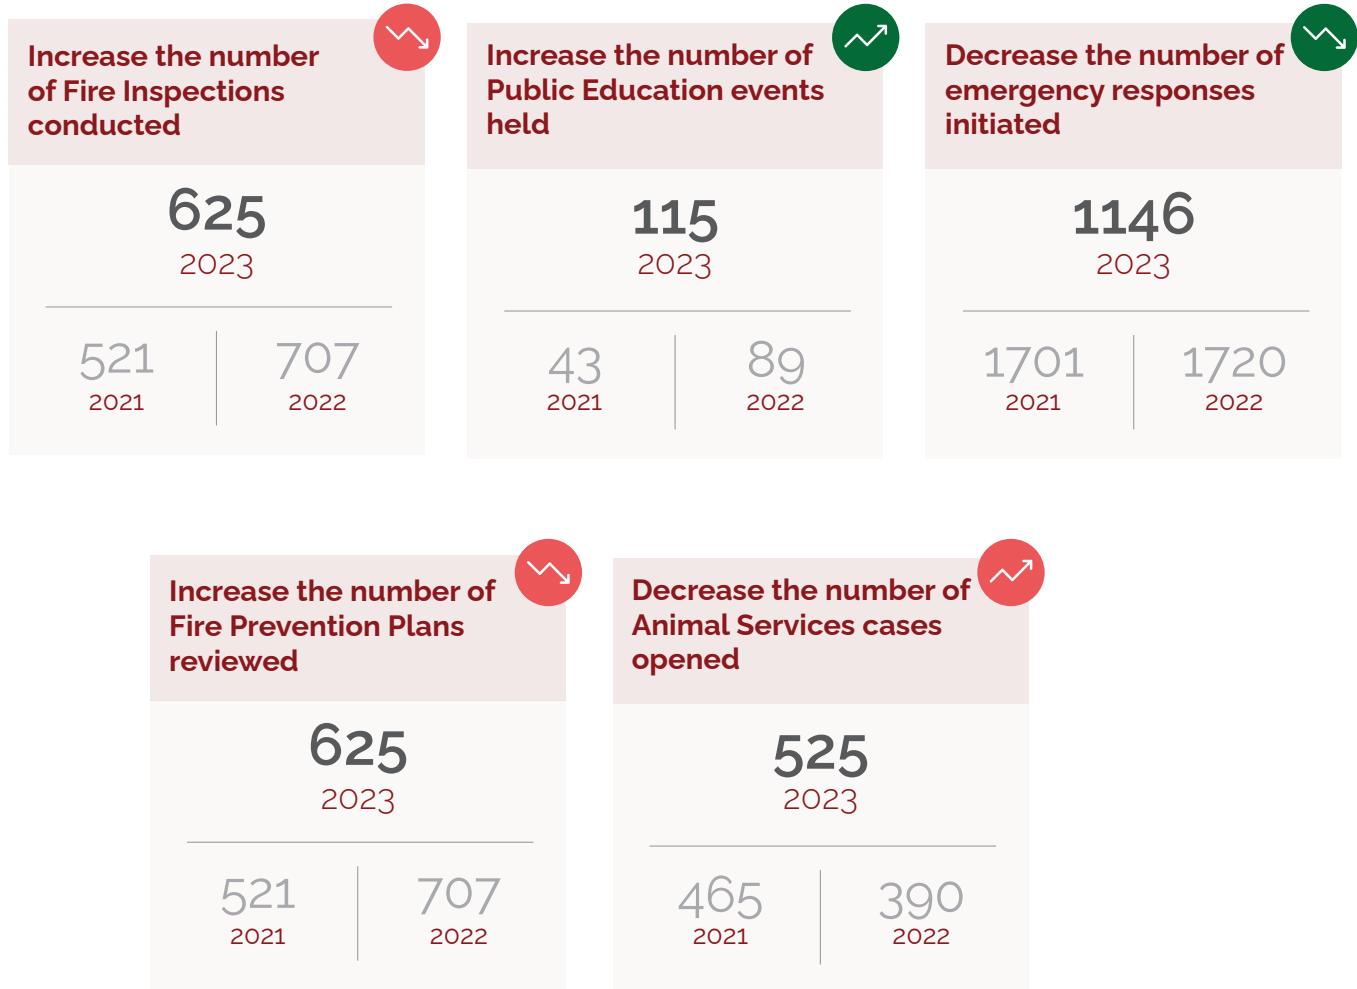 Increase the number
of Fire Inspections
conducted
625
2023
521
2021
707
2022
Increase the number of
Public Education events
held
115
2023
43
2021
89
2022
Decrease the number of
emergency responses
initiated
1146
2023
1701
2021
1720
2022
Increase the number of
Fire Prevention Plans
reviewed
625
2023
521
2021
707
2022
Decrease the number of
Animal Services cases
opened
525
2023
465
2021
390
2022